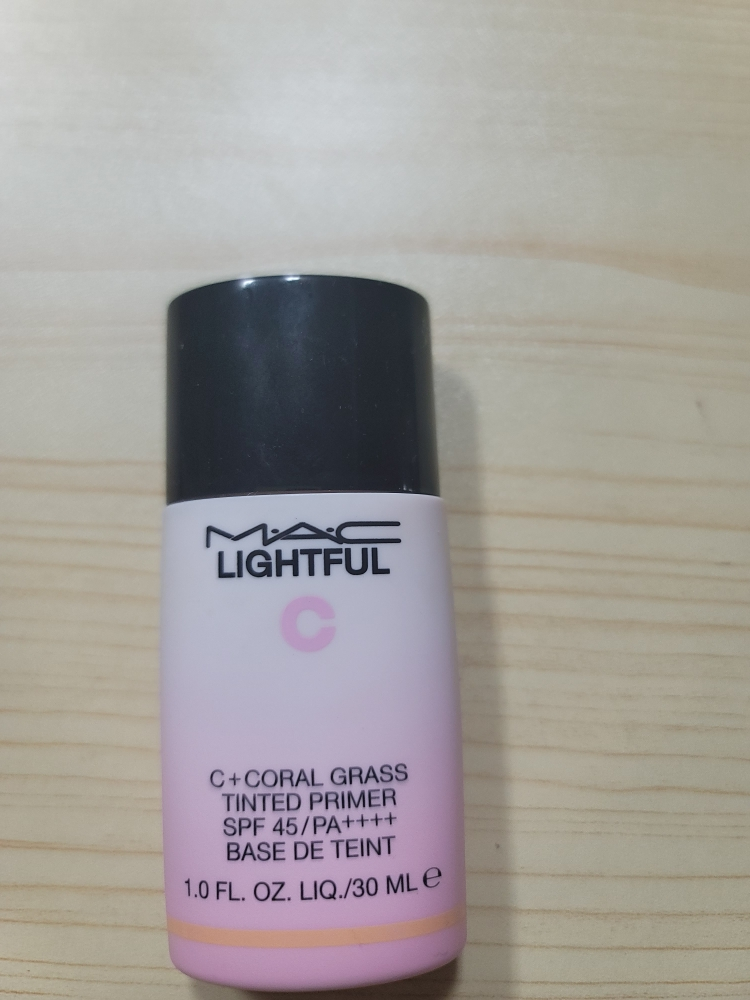 M·A·C
LIGHTFUL
C
C+CORAL GRASS
TINTED PRIMER
SPF 45/PA++++
BASE DE TEINT
1.0 FL. OZ. LIQ./30 ML ℮